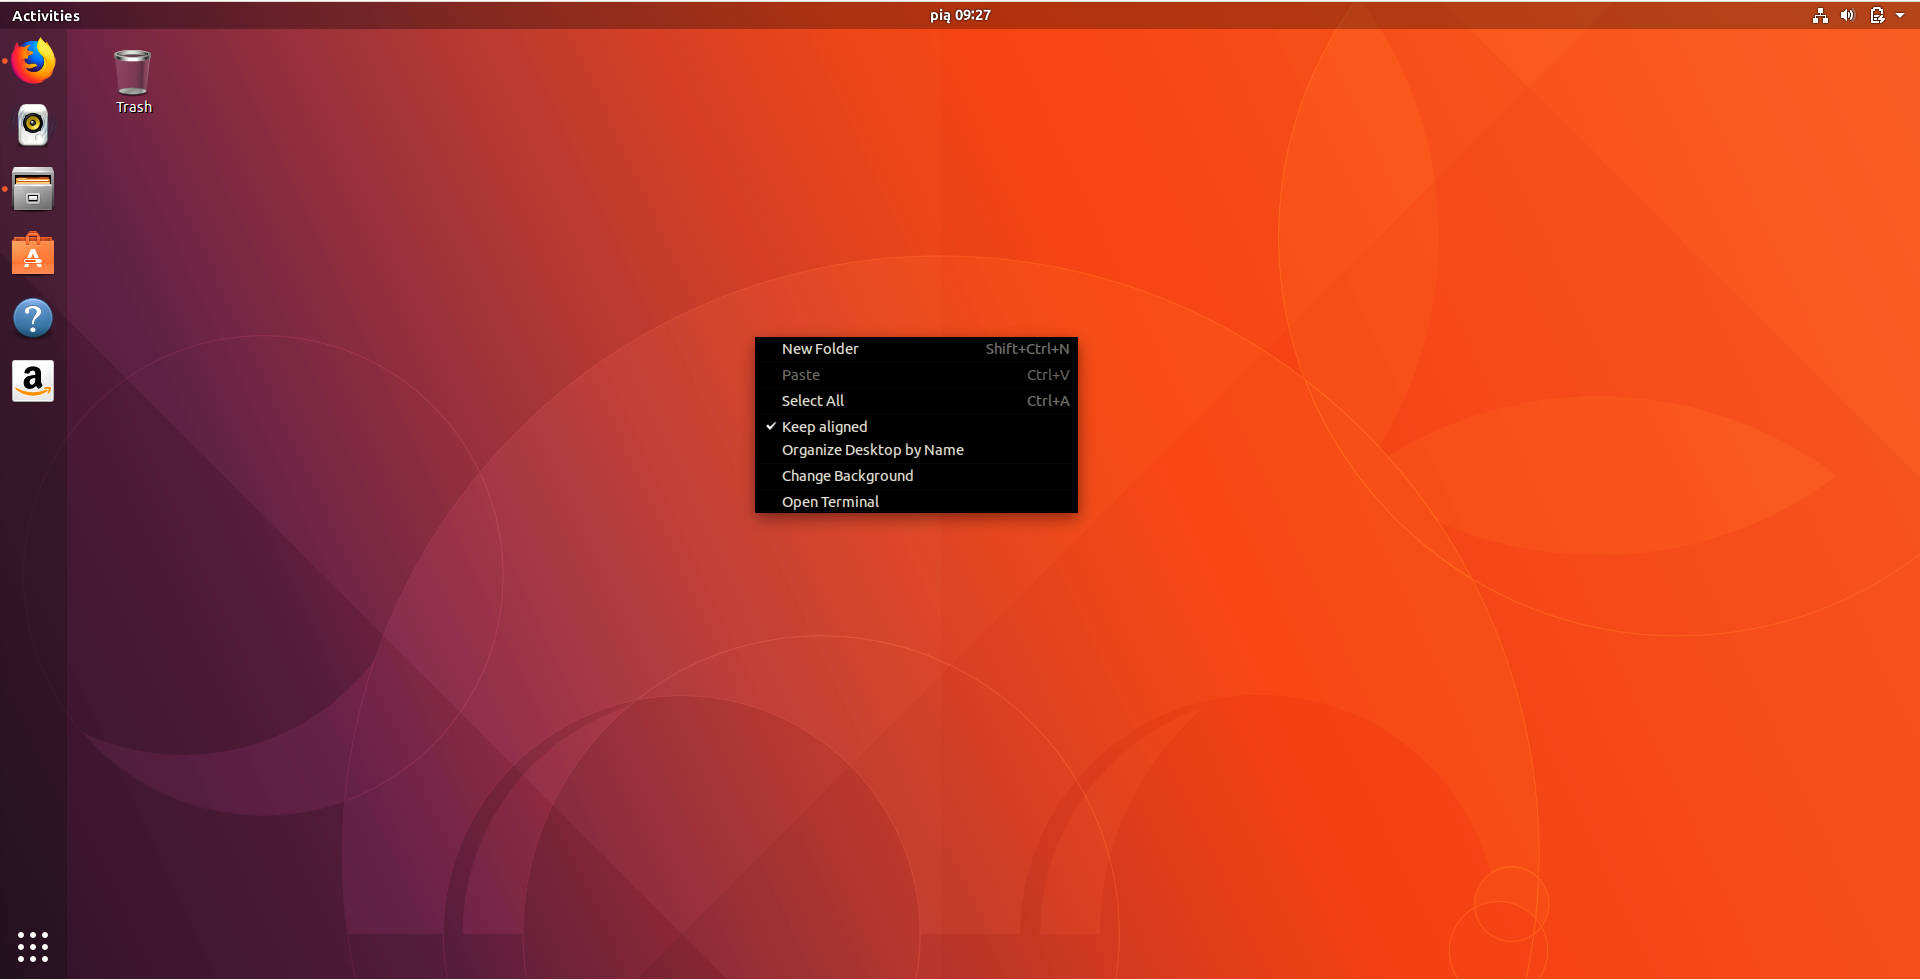 Activities
pią 09:27
Trash
New Folder Shift+Ctrl+N
Paste Ctrl+V
Select All Ctrl+A
Keep aligned
Organize Desktop by Name
Change Background
Open Terminal